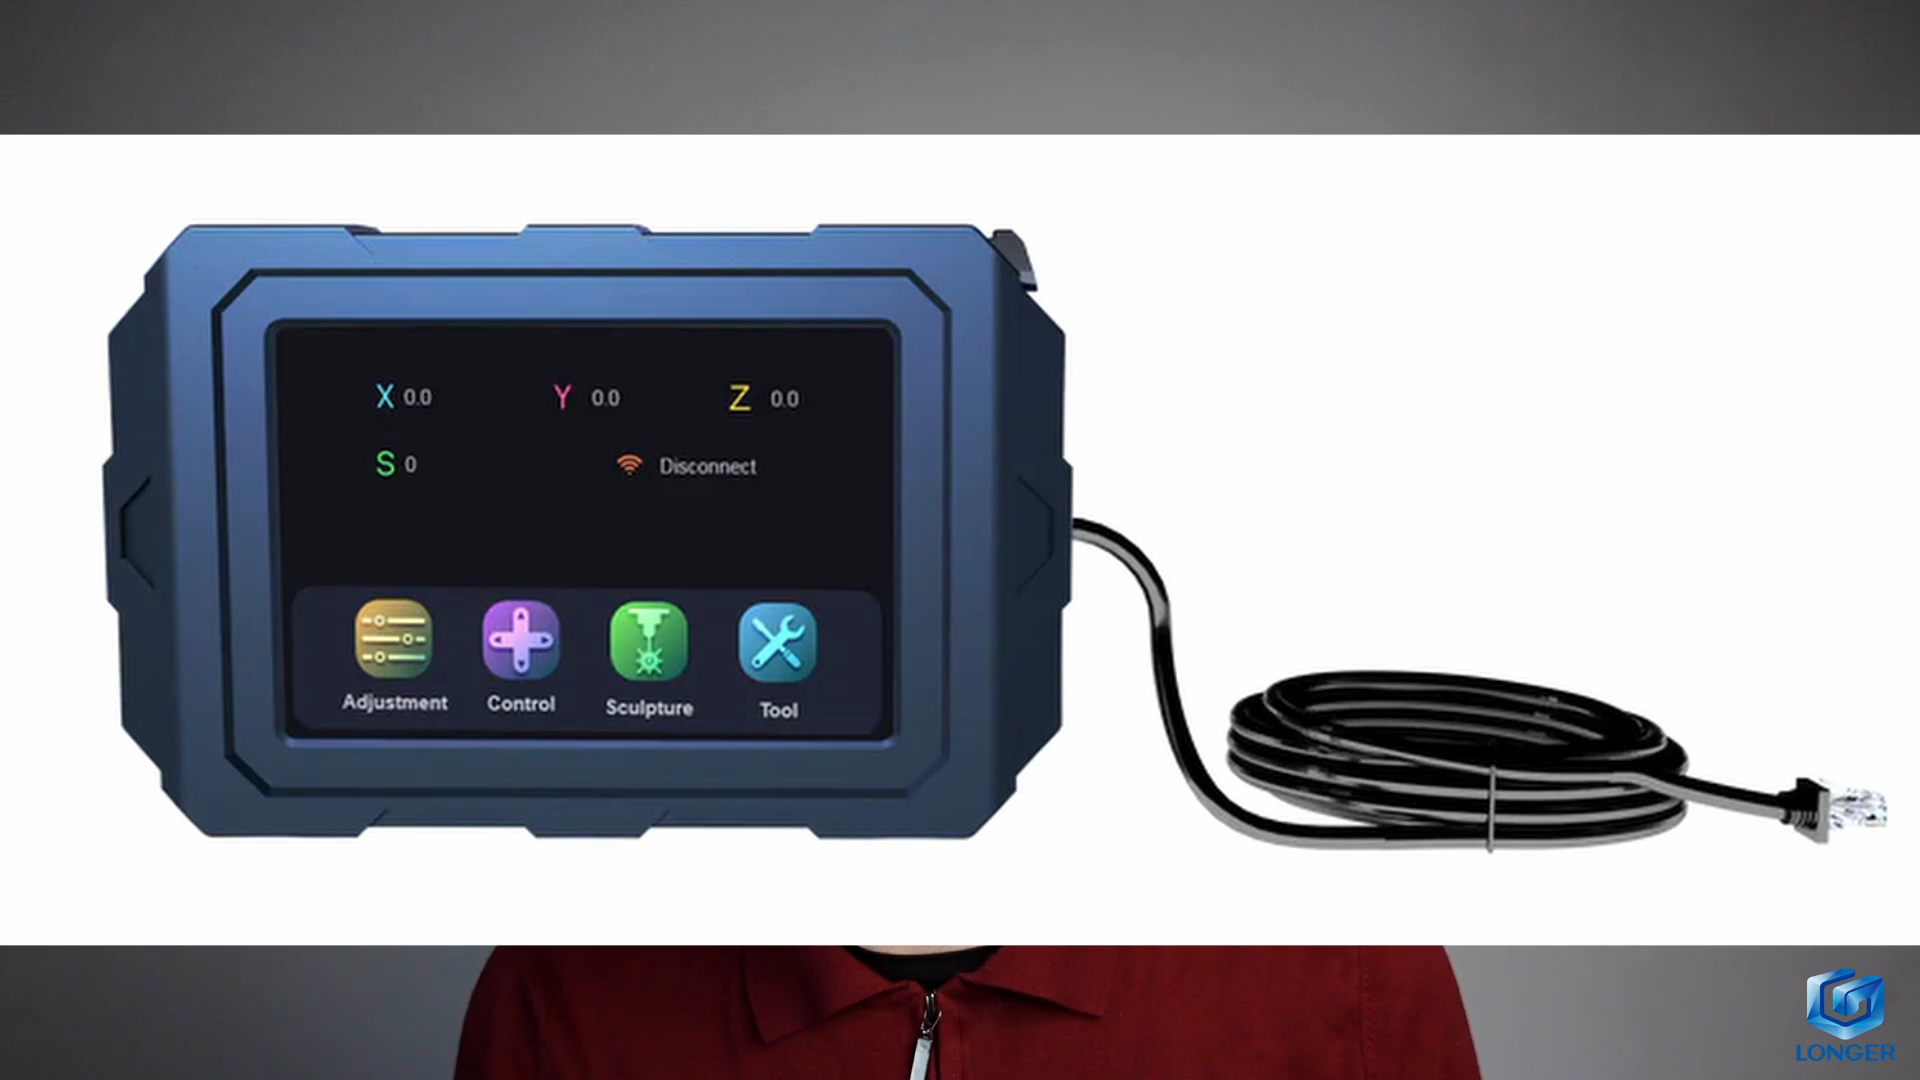 X 0.0 Y 0.0 Z 0.0
S 0 Disconnect
Adjustment Control Sculpture Tool
LONGER